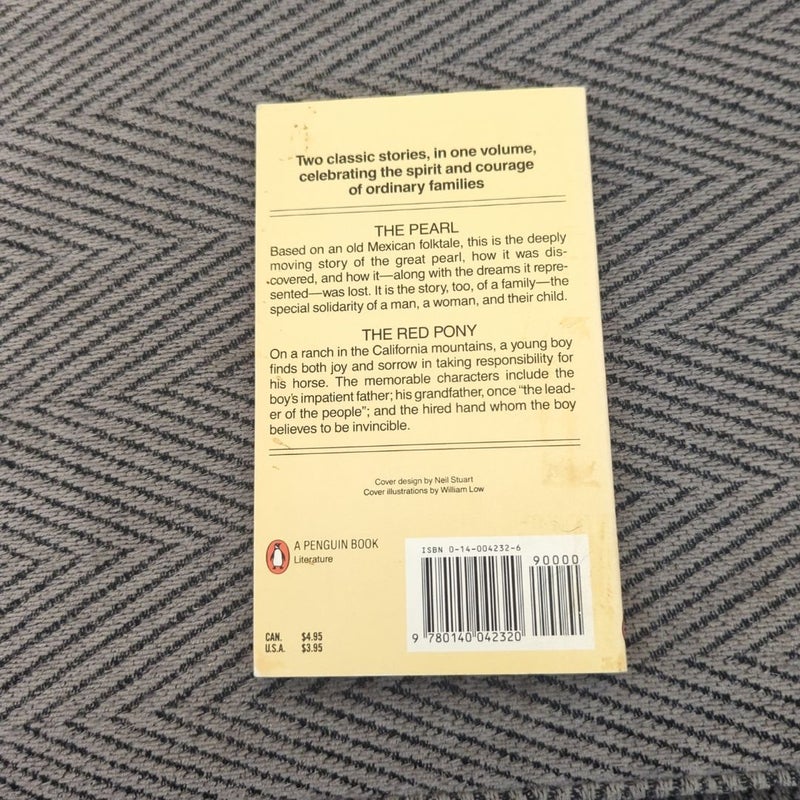 Two classic stories, in one volume,
celebrating the spirit and courage
of ordinary families
THE PEARL
Based on an old Mexican folktale, this is the deeply
moving story of the great pearl, how it was dis-
covered, and how it—along with the dreams it repre-
sented—was lost. It is the story, too, of a family—the
special solidarity of a man, a woman, and their child.
THE RED PONY
On a ranch in the California mountains, a young boy
finds both joy and sorrow in taking responsibility for
his horse. The memorable characters include the
boy's impatient father; his grandfather, once "the lead-
er of the people"; and the hired hand whom the boy
believes to be invincible.
Cover design by Neil Stuart
Cover illustrations by William Low
A PENGUIN BOOK
Literature
CAN. $4.95
U.S.A. $3.95
ISBN 0-14-004232-6
90000
9 780140 042320